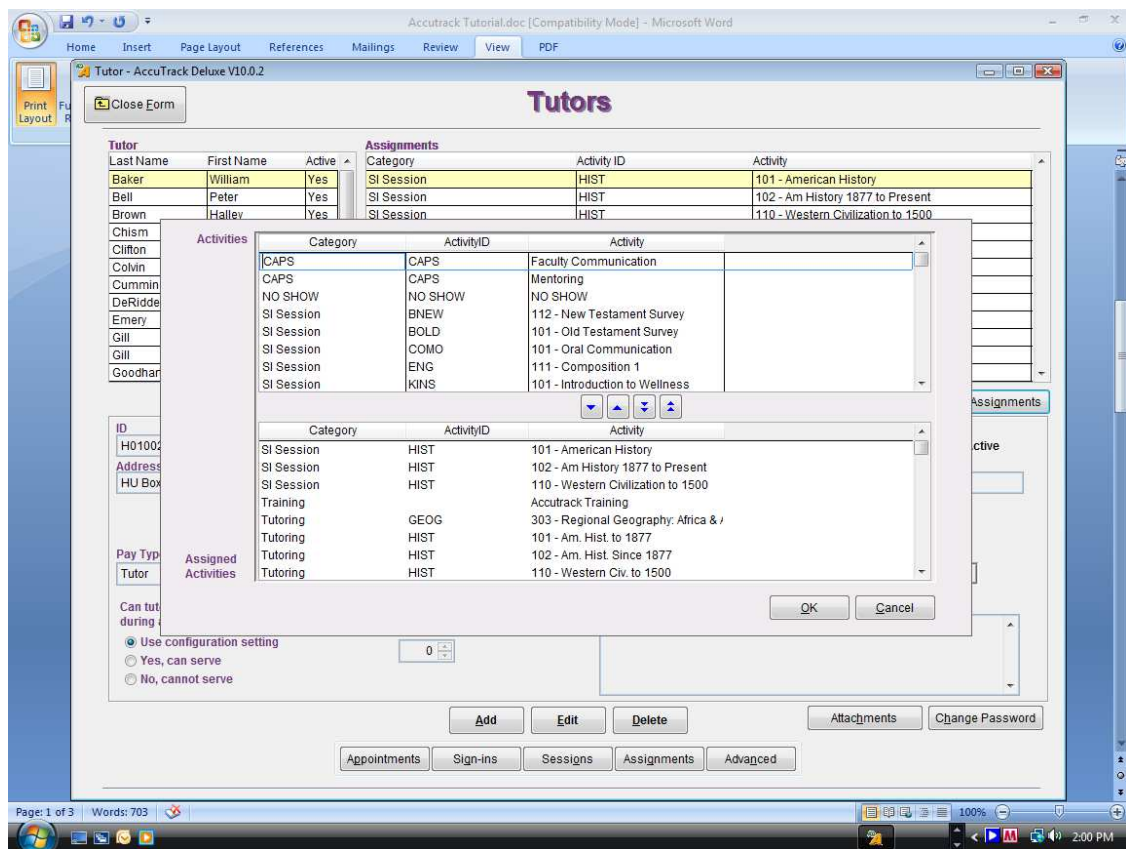 Accutrack Tutorial.doc [Compatibility Mode] - Microsoft Word
Home Insert Page Layout References Mailings Review View PDF
Print Layout
Tutor - AccuTrack Deluxe V10.0.2
Close Form
Tutors
Tutor Assignments
Last Name First Name Active Category Activity ID Activity
Baker William Yes SI Session HIST 101 - American History
Bell Peter Yes SI Session HIST 102 - Am History 1877 to Present
Brown Halley Yes SI Session HIST 110 - Western Civilization to 1500
Chism
Clifton
Colvin
Cummin
DeRidde
Emery
Gill
Gill
Goodhar
Activities
Category ActivityID Activity
CAPS CAPS Faculty Communication
CAPS CAPS Mentoring
NO SHOW NO SHOW NO SHOW
SI Session BNEW 112 - New Testament Survey
SI Session BOLD 101 - Old Testament Survey
SI Session COMO 101 - Oral Communication
SI Session ENG 111 - Composition 1
SI Session KINS 101 - Introduction to Wellness
Assignments
Category ActivityID Activity
SI Session HIST 101 - American History
SI Session HIST 102 - Am History 1877 to Present
SI Session HIST 110 - Western Civilization to 1500
Training Accutrack Training
Tutoring GEOG 303 - Regional Geography: Africa &
Tutoring HIST 101 - Am. Hist. to 1877
Tutoring HIST 102 - Am. Hist. Since 1877
Tutoring HIST 110 - Western Civ. to 1500
Assigned Activities
OK Cancel
ID
H01002
Address
HU Box
Pay Typ
Tutor
ctive
Can tut
during
Use configuration setting
Yes, can serve
No, cannot serve
0
Add Edit Delete Attachments Change Password
Appointments Sign-ins Sessions Assignments Advanced
Page: 1 of 3 Words: 703 100%
2:00 PM